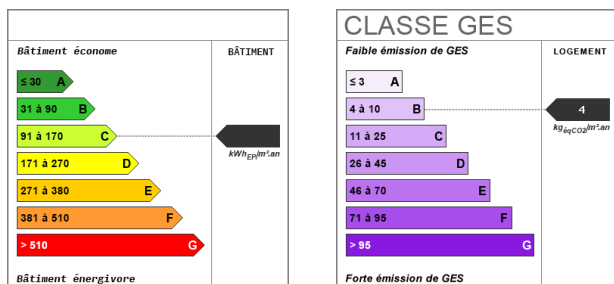 Bâtiment économe
BÂTIMENT
≤ 30 A
31 à 90 B
91 à 170 C
kWhEP/m².an
171 à 270 D
271 à 380 E
381 à 510 F
> 510 G
Bâtiment énergivore
CLASSE GES
Faible émission de GES
LOGEMENT
≤ 3 A
4 à 10 B
4
kgéqCO2/m².an
11 à 25 C
26 à 45 D
46 à 70 E
71 à 95 F
> 95 G
Forte émission de GES